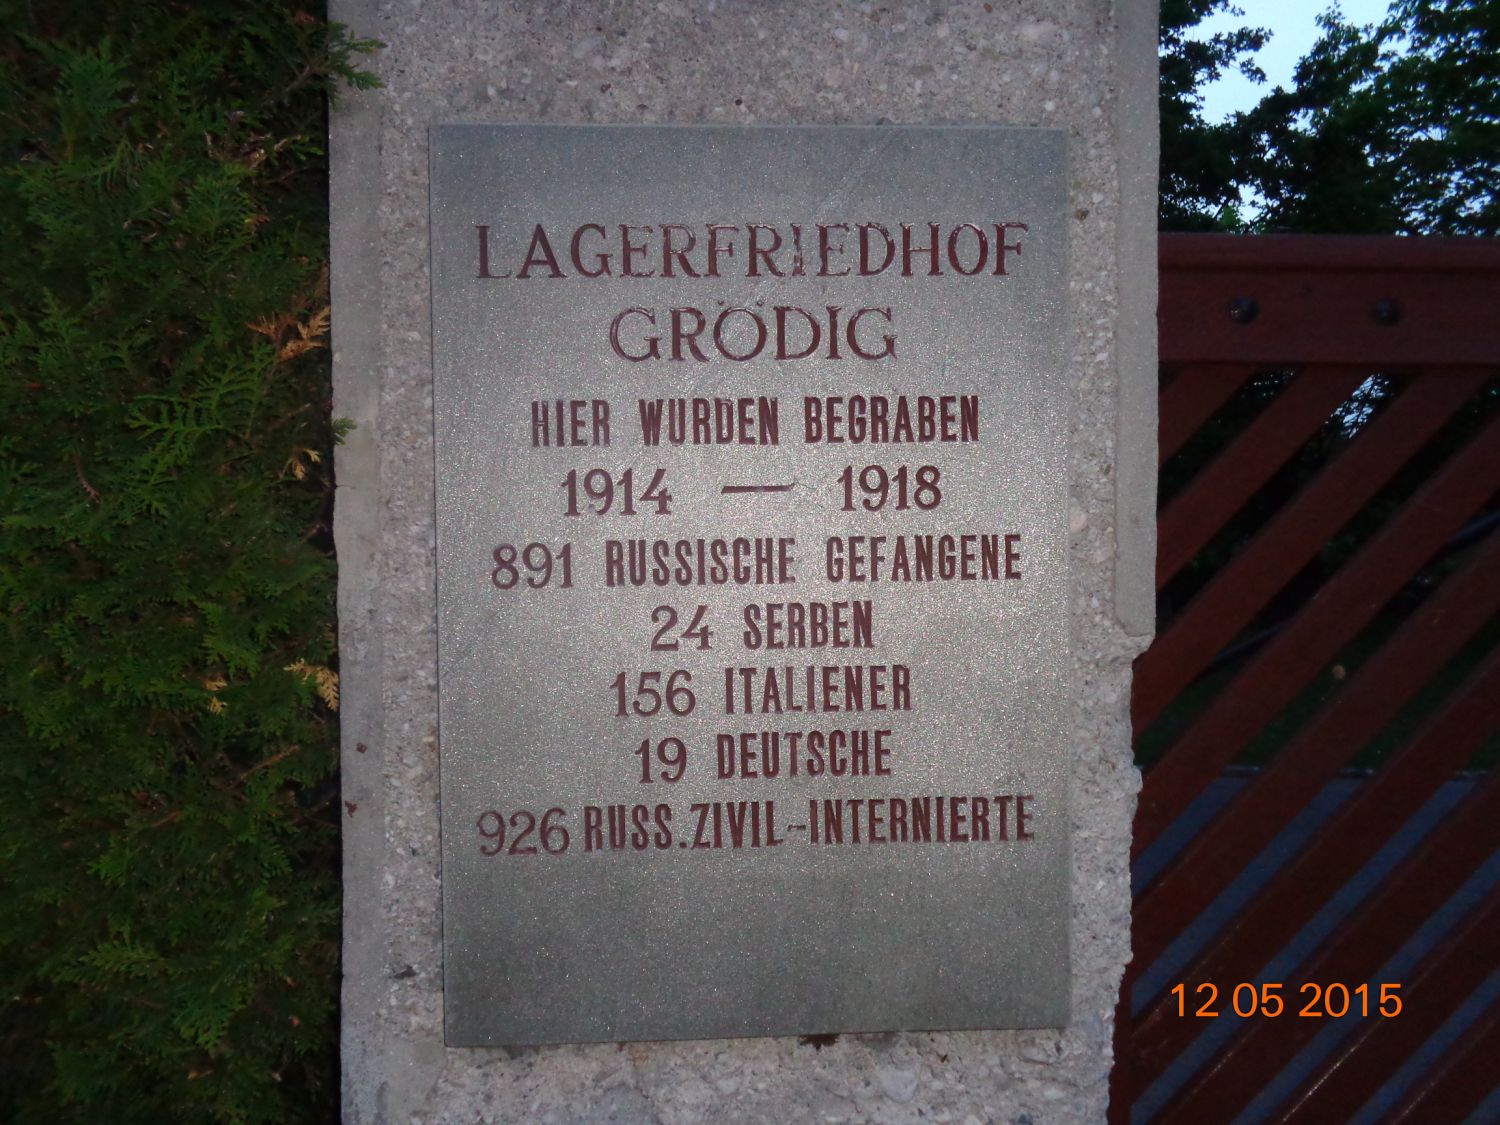 LAGERFRIEDHOF
GRÖDIG
HIER WURDEN BEGRABEN
1914 — 1918
891 RUSSISCHE GEFANGENE
24 SERBEN
156 ITALIENER
19 DEUTSCHE
926 RUSS. ZIVIL-INTERNIERTE
12 05 2015